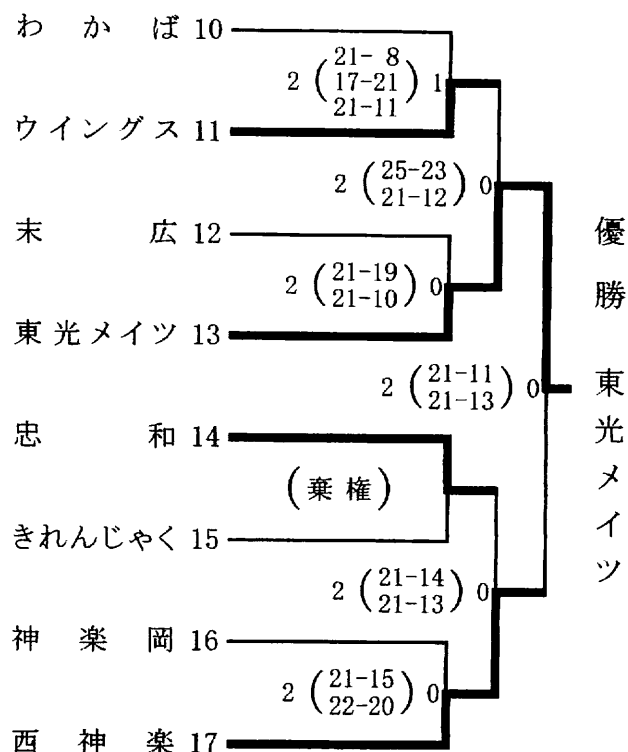 わかば 10
2 (21-8 17-21 21-11) 1
ウイングス 11
2 (25-23 21-12) 0
末広 12
2 (21-19 21-10) 0
東光メイツ 13
2 (21-11 21-13) 0
優勝 東光メイツ
忠和 14
(棄権)
きれんじゃく 15
2 (21-14 21-13) 0
神楽岡 16
2 (21-15 22-20) 0
西神楽 17